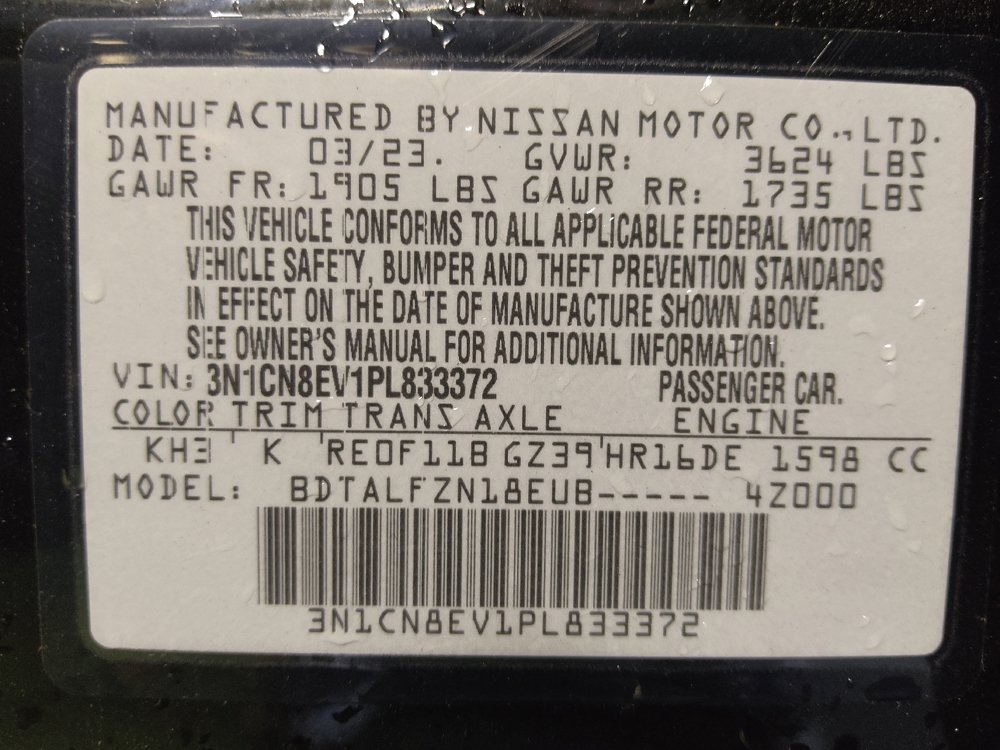 MANUFACTURED BY NISSAN MOTOR CO., LTD.
DATE: 03/23. GVWR: 3624 LBS
GAWR FR: 1905 LBS GAWR RR: 1735 LBS
THIS VEHICLE CONFORMS TO ALL APPLICABLE FEDERAL MOTOR
VEHICLE SAFETY, BUMPER AND THEFT PREVENTION STANDARDS
IN EFFECT ON THE DATE OF MANUFACTURE SHOWN ABOVE.
SEE OWNER'S MANUAL FOR ADDITIONAL INFORMATION.
VIN: 3N1CN8EV1PL833372 PASSENGER CAR.
COLOR TRIM TRANS AXLE ENGINE
KH3 ' K 'RE0F11B GZ39'HR16DE 1598 CC
MODEL: BDTALFZN18EUB----- 4Z000
3N1CN8EV1PL833372